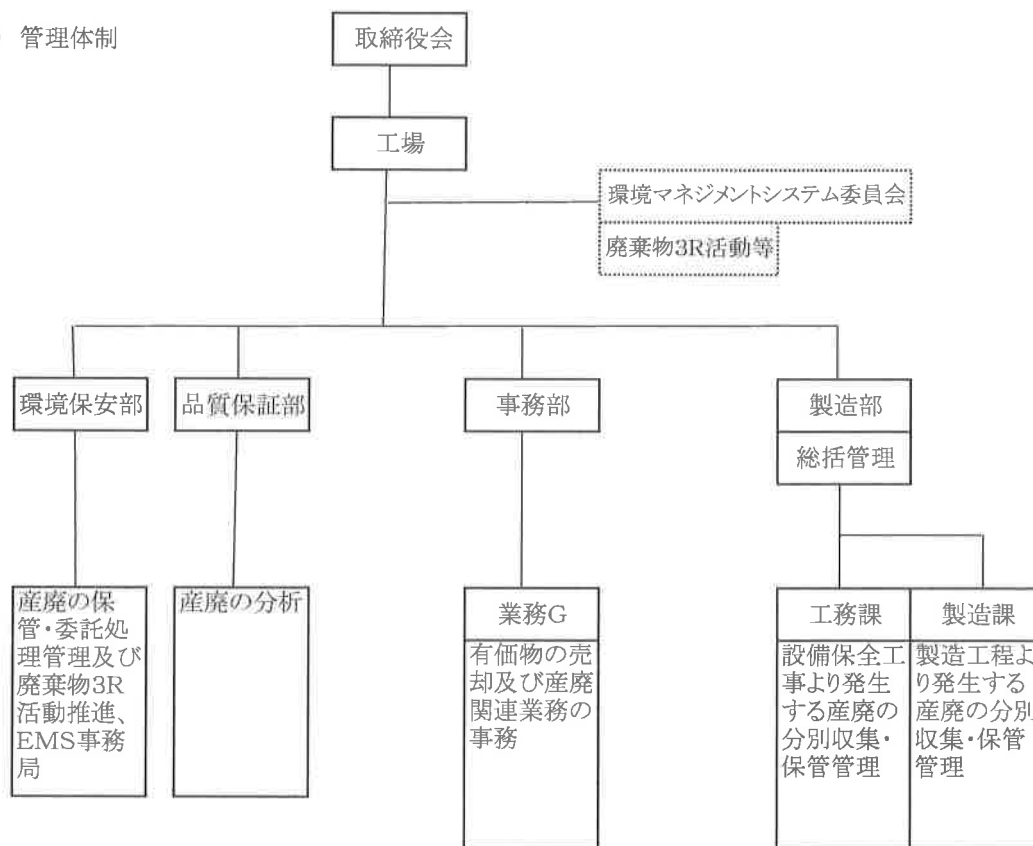 管理体制
取締役会
工場
環境マネジメントシステム委員会
廃棄物3R活動等
環境保安部
品質保証部
事務部
製造部
総括管理
産廃の保
管・委託処
理管理及び
廃棄物3R
活動推進、
EMS事務
局
産廃の分析
業務G
有価物の売
却及び産廃
関連業務の
事務
工務課
設備保全工
事より発生
する産廃の
分別収集・
保管管理
製造課
製造工程よ
り発生する
産廃の分別
収集・保管
管理